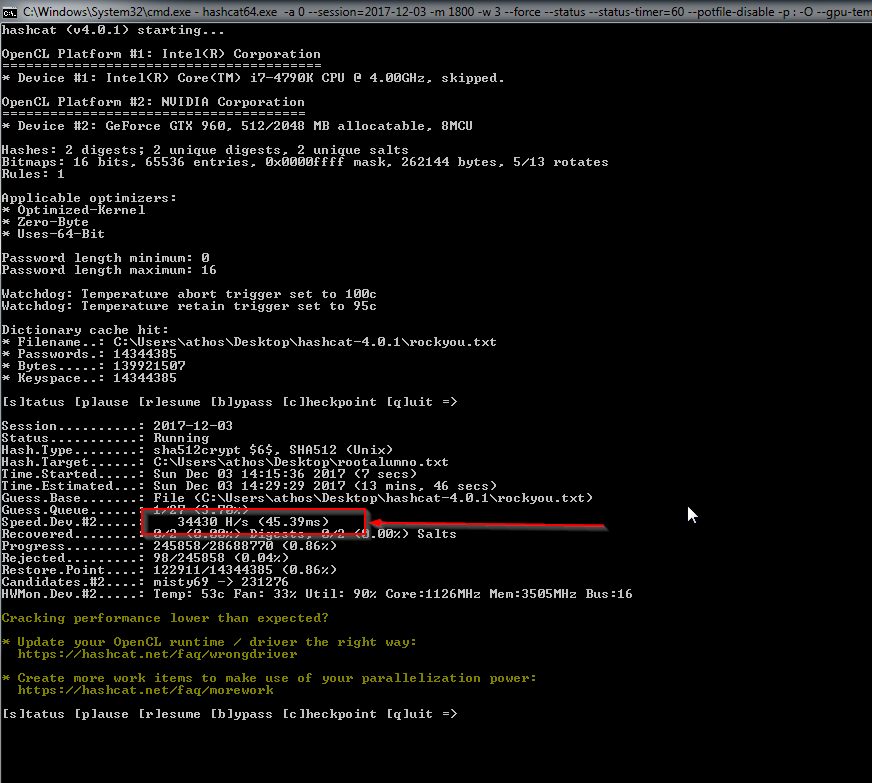 C:\Windows\System32\cmd.exe - hashcat64.exe -a 0 --session=2017-12-03 -m 1800 -w 3 --force --status --status-timer=60 --potfile-disable -p : -O --gpu-tem
hashcat (v4.0.1) starting...
OpenCL Platform #1: Intel(R) Corporation
========================================
* Device #1: Intel(R) Core(TM) i7-4790K CPU @ 4.00GHz, skipped.
OpenCL Platform #2: NVIDIA Corporation
======================================
* Device #2: GeForce GTX 960, 512/2048 MB allocatable, 8MCU
Hashes: 2 digests; 2 unique digests, 2 unique salts
Bitmaps: 16 bits, 65536 entries, 0x0000ffff mask, 262144 bytes, 5/13 rotates
Rules: 1
Applicable optimizers:
* Optimized-Kernel
* Zero-Byte
* Uses-64-Bit
Password length minimum: 0
Password length maximum: 16
Watchdog: Temperature abort trigger set to 100c
Watchdog: Temperature retain trigger set to 95c
Dictionary cache hit:
* Filename..: C:\Users\athos\Desktop\hashcat-4.0.1\rockyou.txt
* Passwords.: 14344385
* Bytes.....: 139921507
* Keyspace..: 14344385
[s]tatus [p]ause [r]esume [b]ypass [c]heckpoint [q]uit =>
Session..........: 2017-12-03
Status...........: Running
Hash.Type........: sha512crypt $6$, SHA512 (Unix)
Hash.Target......: C:\Users\athos\Desktop\rootalumno.txt
Time.Started.....: Sun Dec 03 14:15:36 2017 (7 secs)
Time.Estimated...: Sun Dec 03 14:29:29 2017 (13 mins, 46 secs)
Guess.Base.......: File (C:\Users\athos\Desktop\hashcat-4.0.1\rockyou.txt)
Guess.Queue......: 1/27 (3.70%)
Speed.Dev.#2.....: 34430 H/s (45.39ms)
Recovered........: 0/2 (0.00%) Digests, 0/2 (0.00%) Salts
Progress.........: 245858/28688770 (0.86%)
Rejected.........: 98/245858 (0.04%)
Restore.Point....: 122911/14344385 (0.86%)
Candidates.#2....: misty69 -> 231276
HWMon.Dev.#2.....: Temp: 53c Fan: 33% Util: 90% Core:1126MHz Mem:3505MHz Bus:16
Cracking performance lower than expected?
* Update your OpenCL runtime / driver the right way:
https://hashcat.net/faq/wrongdriver
* Create more work items to make use of your parallelization power:
https://hashcat.net/faq/morework
[s]tatus [p]ause [r]esume [b]ypass [c]heckpoint [q]uit =>